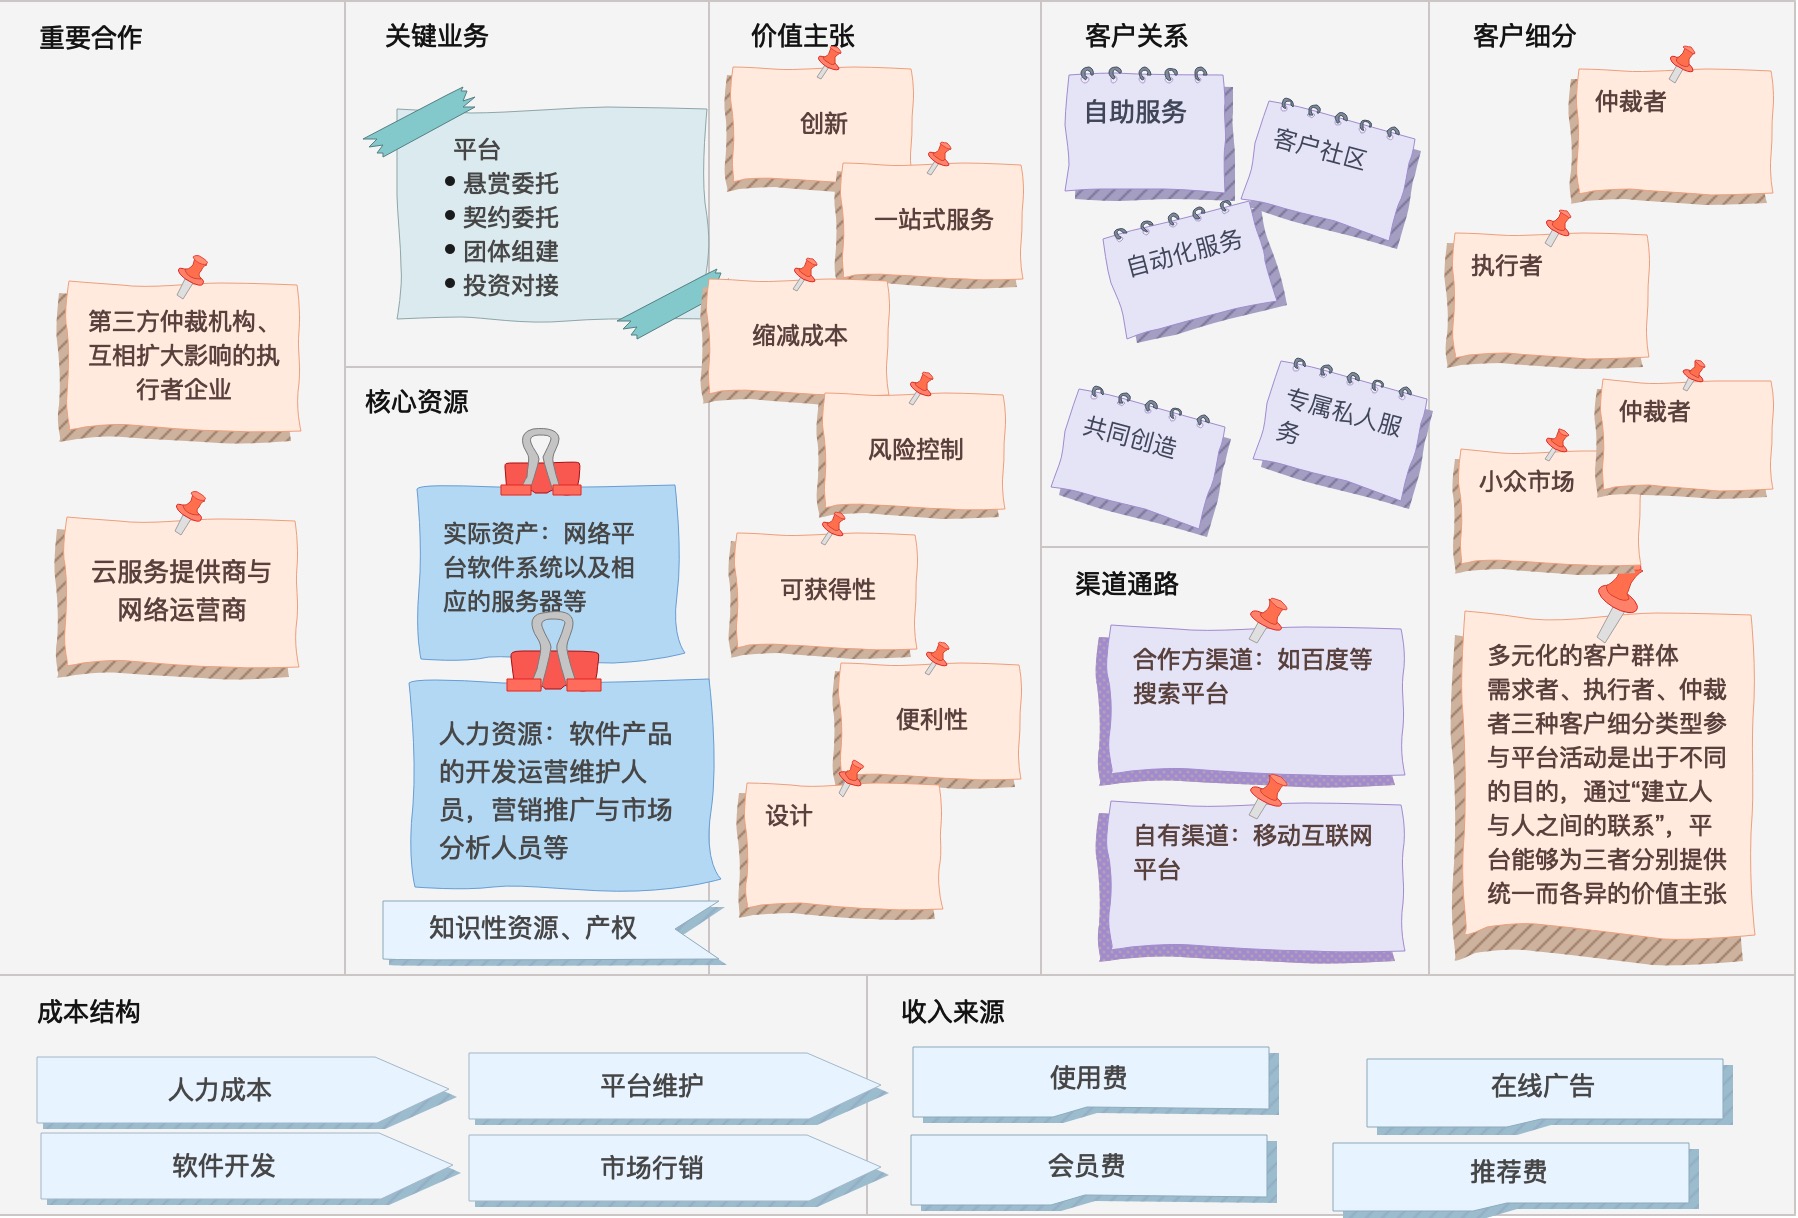 重要合作
第三方仲裁机构、
互相扩大影响的执
行者企业
云服务提供商与
网络运营商
关键业务
平台
悬赏委托
契约委托
团体组建
投资对接
核心资源
实际资产：网络平
台软件系统以及相
应的服务器等
人力资源：软件产品
的开发运营维护人
员，营销推广与市场
分析人员等
知识性资源、产权
价值主张
创新
一站式服务
缩减成本
风险控制
可获得性
便利性
设计
客户关系
自助服务
客户社区
自动化服务
共同创造
专属私人服
务
渠道通路
合作方渠道：如百度等
搜索平台
自有渠道：移动互联网
平台
客户细分
仲裁者
执行者
仲裁者
小众市场
多元化的客户群体
需求者、执行者、仲裁
者三种客户细分类型参
与平台活动是出于不同
的目的，通过“建立人
与人之间的联系”，平
台能够为三者分别提供
统一而各异的价值主张
成本结构
人力成本
平台维护
软件开发
市场行销
收入来源
使用费
在线广告
会员费
推荐费